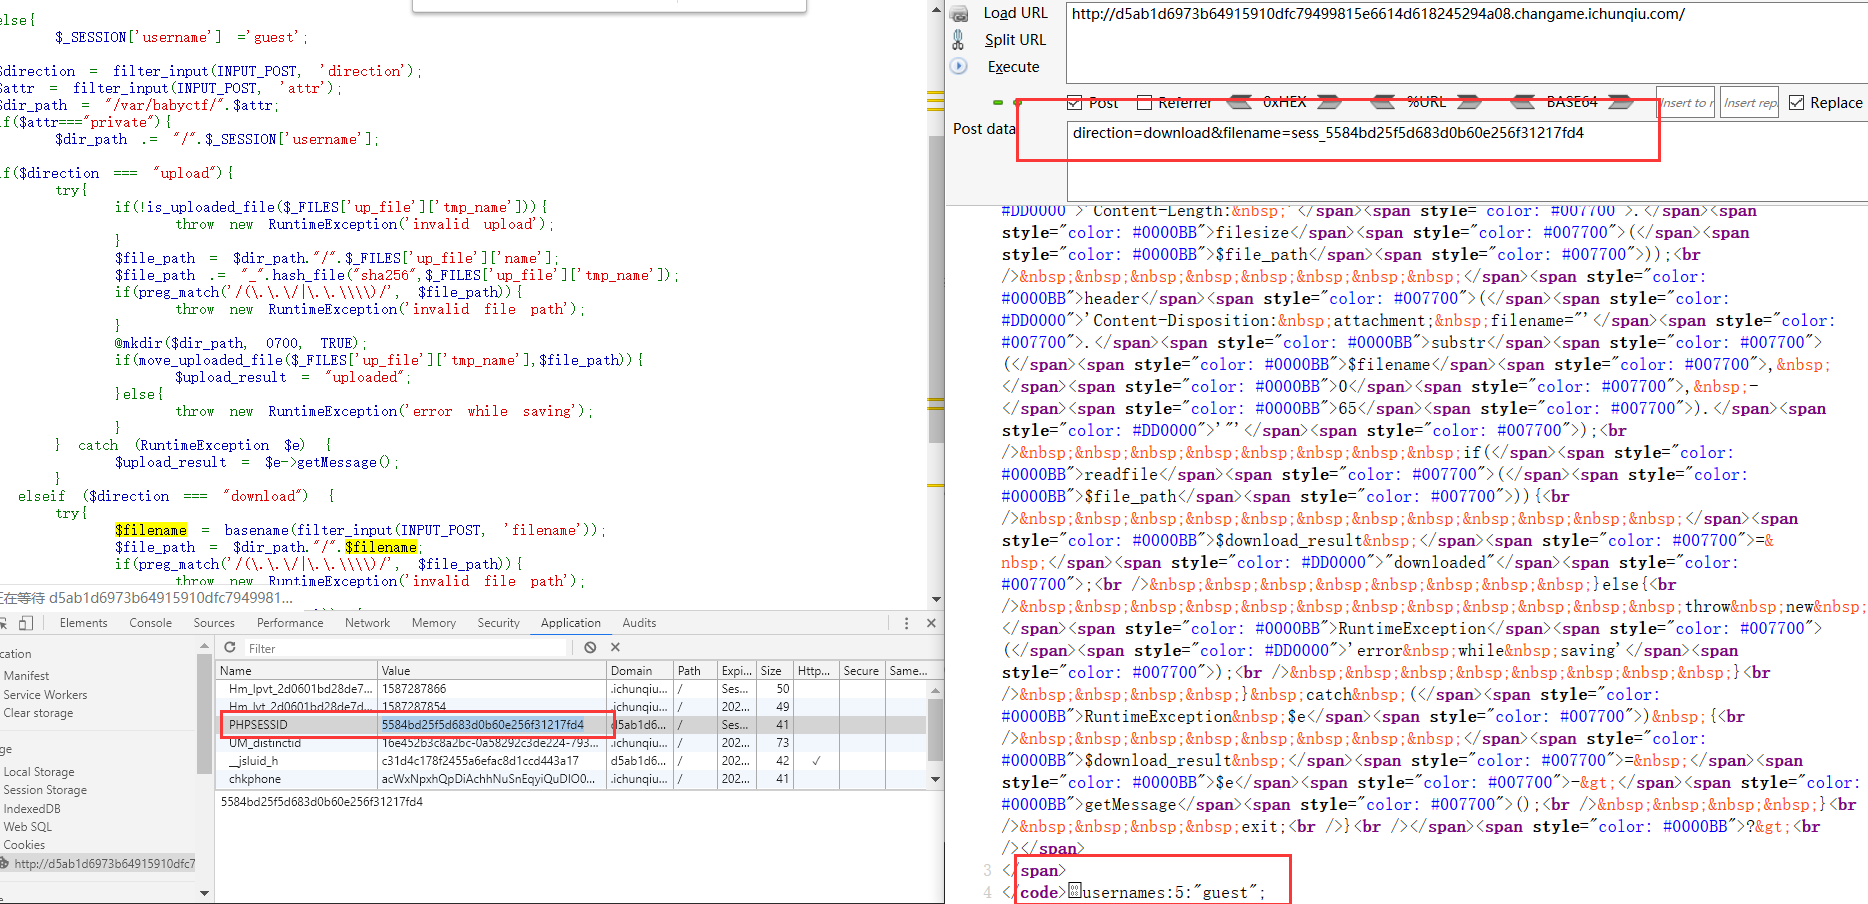 else{
$_SESSION['username'] ='guest';
$direction = filter_input(INPUT_POST, 'direction');
$attr = filter_input(INPUT_POST, 'attr');
$dir_path = "/var/babyctf/".$attr;
if($attr==="private"){
$dir_path .= "/".$_SESSION['username'];
if($direction === "upload"){
try{
if(!is_uploaded_file($_FILES['up_file']['tmp_name'])){
throw new RuntimeException('invalid upload');
}
$file_path = $dir_path."/".$_FILES['up_file']['name'];
$file_path .= "_".hash_file("sha256",$_FILES['up_file']['tmp_name']);
if(preg_match('/(\.\.\/|\.\.\\\\)/', $file_path)){
throw new RuntimeException('invalid file path');
}
@mkdir($dir_path, 0700, TRUE);
if(move_uploaded_file($_FILES['up_file']['tmp_name'],$file_path)){
$upload_result = "uploaded";
}else{
throw new RuntimeException('error while saving');
}
} catch (RuntimeException $e) {
$upload_result = $e->getMessage();
}
elseif ($direction === "download") {
try{
$filename = basename(filter_input(INPUT_POST, 'filename'));
$file_path = $dir_path."/".$filename;
if(preg_match('/(\.\.\/|\.\.\\\\)/', $file_path)){
throw new RuntimeException('invalid file path');
正在等待 d5ab1d6973b64915910dfc7949981...
Elements Console Sources Performance Network Memory Security Application Audits
cation
Manifest
Service Workers
Clear storage
ge
Local Storage
Session Storage
IndexedDB
Web SQL
Cookies
http://d5ab1d6973b64915910dfc7
Filter
Name Value Domain Path Expi... Size Http... Secure Same...
Hm_lpvt_2d0601bd28de7... 1587287866 .ichunqiu... / Ses... 50
Hm_lvt_2d0601bd28de7d... 1587287854 .ichunqiu... / 202... 49
PHPSESSID 5584bd25f5d683d0b60e256f31217fd4 d5ab1d6... / Ses... 41
UM_distinctid 16e452b3c8a2bc-0a58292c3de224-793... .ichunqiu... / 202... 73
__jsluid_h c31d4c178f2455a6efac8d1ccd443a17 d5ab1d6... / 202... 42 ✓
chkphone acWxNpxhQpDiAchhNuSnEqyiQuDIO0... .ichunqiu... / 202... 41
5584bd25f5d683d0b60e256f31217fd4
Load URL
Split URL
Execute
http://d5ab1d6973b64915910dfc79499815e6614d618245294a08.changame.ichunqiu.com/
Post Referrer 0xHEX %URL BASE64 Insert to r Insert repl Replace
Post data
direction=download&filename=sess_5584bd25f5d683d0b60e256f31217fd4
#DD0000">'Content-Length:&nbsp;'</span><span style="color: #007700">.</span><span
style="color: #0000BB">filesize</span><span style="color: #007700">(</span><span
style="color: #0000BB">$file_path</span><span style="color: #007700">));<br
/>&nbsp;&nbsp;&nbsp;&nbsp;&nbsp;&nbsp;&nbsp;&nbsp;</span><span style="color:
#0000BB">header</span><span style="color: #007700">(</span><span style="color:
#DD0000">'Content-Disposition:&nbsp;attachment;&nbsp;filename="'</span><span style="color:
#007700">.</span><span style="color: #0000BB">substr</span><span style="color: #007700">
(</span><span style="color: #0000BB">$filename</span><span style="color: #007700">,&nbsp;
</span><span style="color: #0000BB">0</span><span style="color: #007700">,&nbsp;-
</span><span style="color: #0000BB">65</span><span style="color: #007700">).</span><span
style="color: #DD0000">'"'</span><span style="color: #007700">);<br
/>&nbsp;&nbsp;&nbsp;&nbsp;&nbsp;&nbsp;&nbsp;&nbsp;if(</span><span style="color:
#0000BB">readfile</span><span style="color: #007700">(</span><span style="color:
#0000BB">$file_path</span><span style="color: #007700">)){<br
/>&nbsp;&nbsp;&nbsp;&nbsp;&nbsp;&nbsp;&nbsp;&nbsp;&nbsp;&nbsp;&nbsp;&nbsp;</span><span
style="color: #0000BB">$download_result&nbsp;</span><span style="color: #007700">=&
nbsp;</span><span style="color: #DD0000">"downloaded"</span><span style="color:
#007700">;<br />&nbsp;&nbsp;&nbsp;&nbsp;&nbsp;&nbsp;&nbsp;&nbsp;}else{<br
/>&nbsp;&nbsp;&nbsp;&nbsp;&nbsp;&nbsp;&nbsp;&nbsp;&nbsp;&nbsp;&nbsp;&nbsp;throw&nbsp;new&nbsp;
</span><span style="color: #0000BB">RuntimeException</span><span style="color: #007700">
(</span><span style="color: #DD0000">'error&nbsp;while&nbsp;saving'</span><span
style="color: #007700">);<br />&nbsp;&nbsp;&nbsp;&nbsp;&nbsp;&nbsp;&nbsp;&nbsp;}<br
/>&nbsp;&nbsp;&nbsp;&nbsp;}&nbsp;catch&nbsp;(</span><span style="color:
#0000BB">RuntimeException&nbsp;$e</span><span style="color: #007700">)&nbsp;{<br
/>&nbsp;&nbsp;&nbsp;&nbsp;&nbsp;&nbsp;&nbsp;&nbsp;</span><span style="color:
#0000BB">$download_result&nbsp;</span><span style="color: #007700">=&nbsp;</span><span
style="color: #0000BB">$e</span><span style="color: #007700">-&gt;</span><span style="color:
#0000BB">getMessage</span><span style="color: #007700">();<br />&nbsp;&nbsp;&nbsp;&nbsp;}<br
/>&nbsp;&nbsp;&nbsp;&nbsp;exit;<br />}<br /></span><span style="color: #0000BB">?&gt;<br
/></span>
3 </span>
4 </code>usernames:5:"guest";